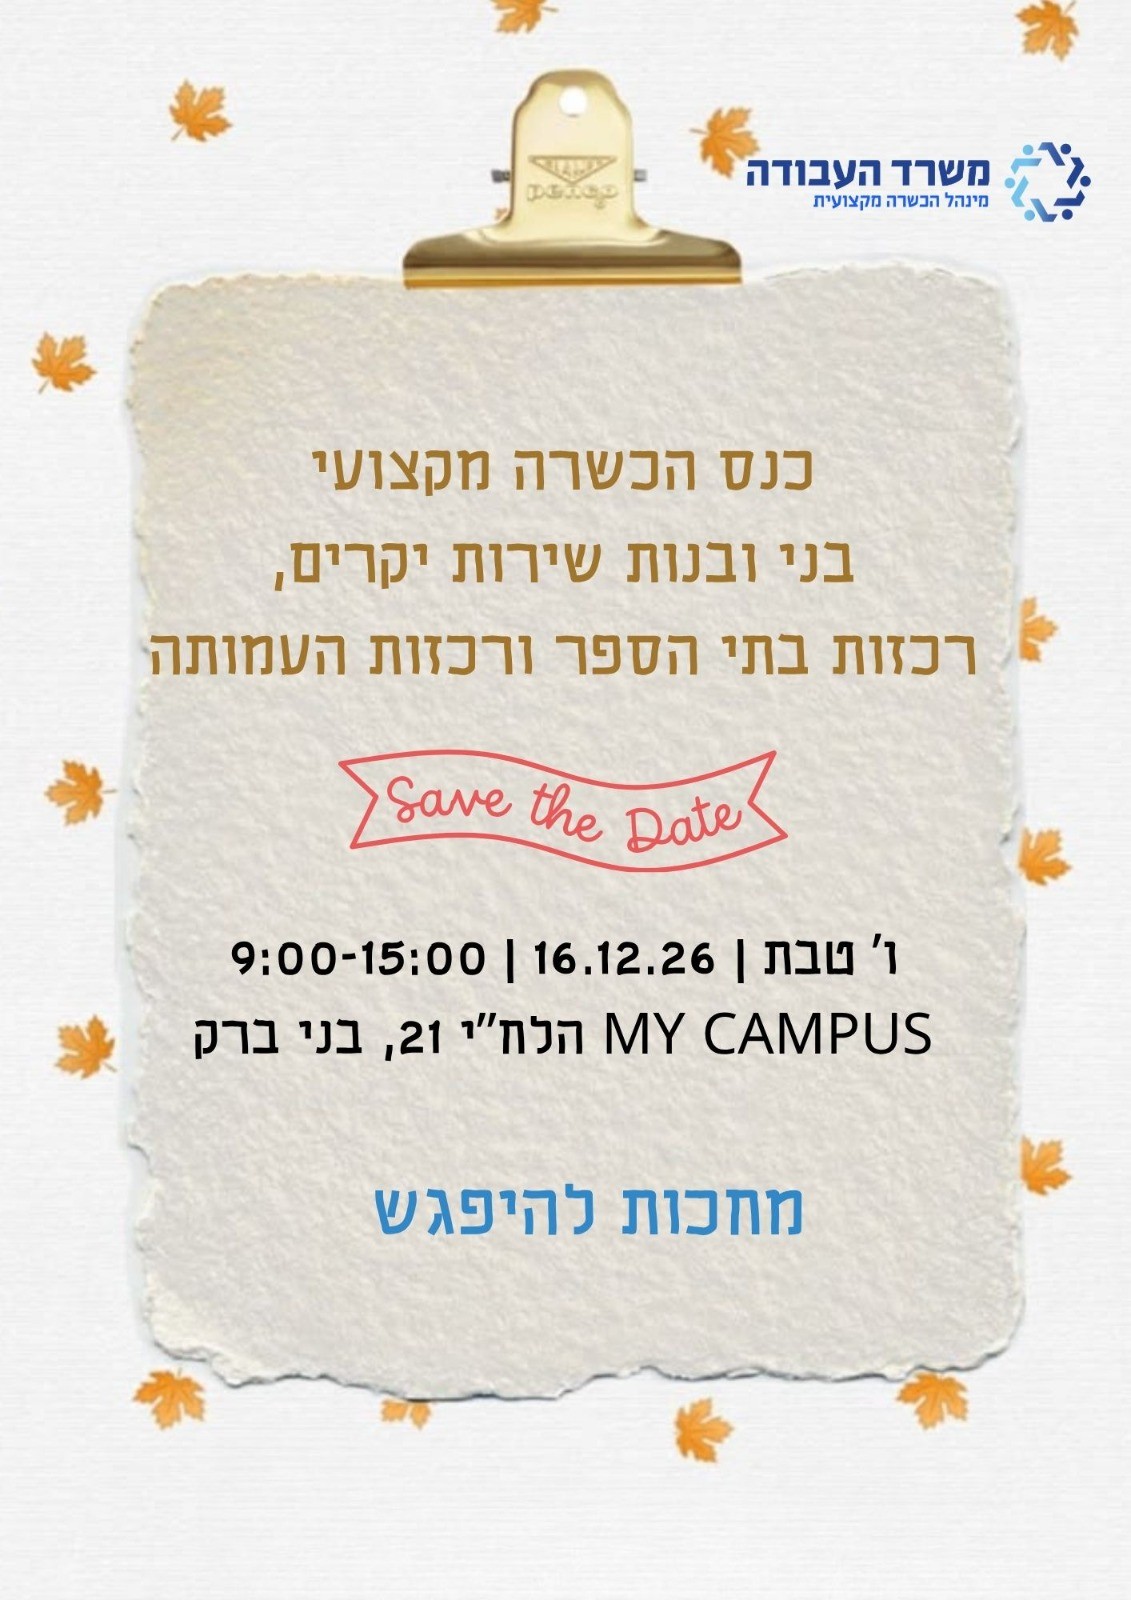 משרד העבודה
מינהל הכשרה מקצועית
כנס הכשרה מקצועי
בני ובנות שירות יקרים,
רכזות בתי הספר ורכזות העמותה
Save the Date
ו' טבת | 16.12.26 | 9:00-15:00
MY CAMPUS הלח"י 21, בני ברק
מחכות להיפגש